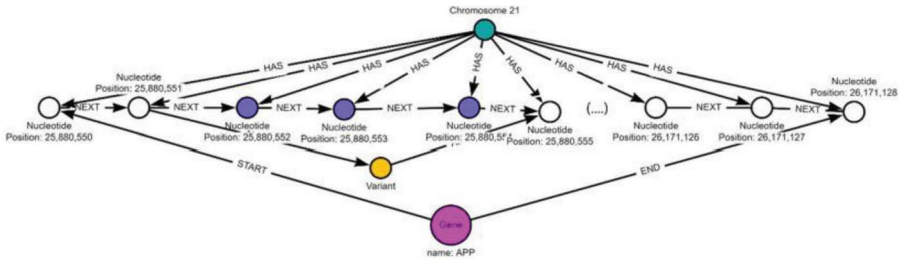 Chromosome 21
HAS
HAS
HAS
HAS
HAS
HAS
HAS
HAS
HAS
Nucleotide
Position: 25,880,551
Nucleotide
Position: 26,171,128
NEXT
NEXT
NEXT
NEXT
NEXT
(....)
NEXT
NEXT
Nucleotide
Position: 25,880,550
Nucleotide
Position: 25,880,552
Nucleotide
Position: 25,880,553
Nucleotide
Position:
Nucleotide
Position: 25,880,555
Nucleotide
Position: 26,171,126
Nucleotide
Position: 26,171,127
Variant
START
END
Gene
name: APP